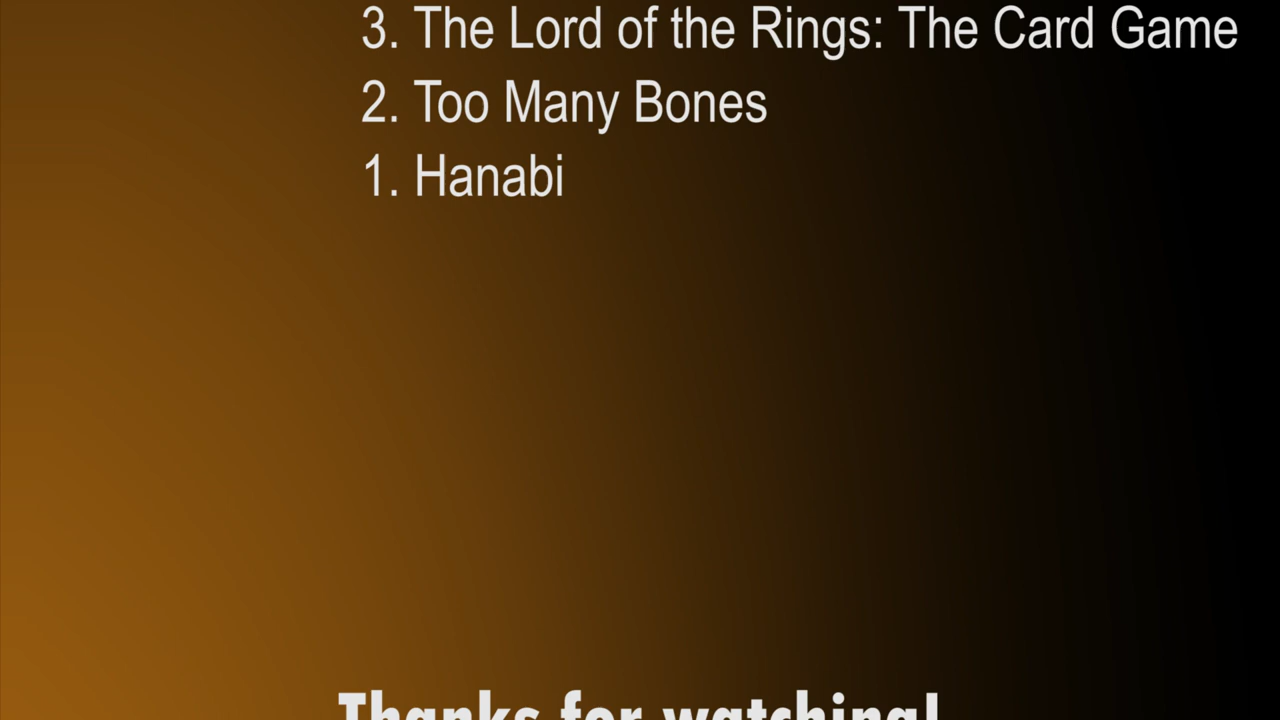 3. The Lord of the Rings: The Card Game
2. Too Many Bones
1. Hanabi
Thanks for watching!